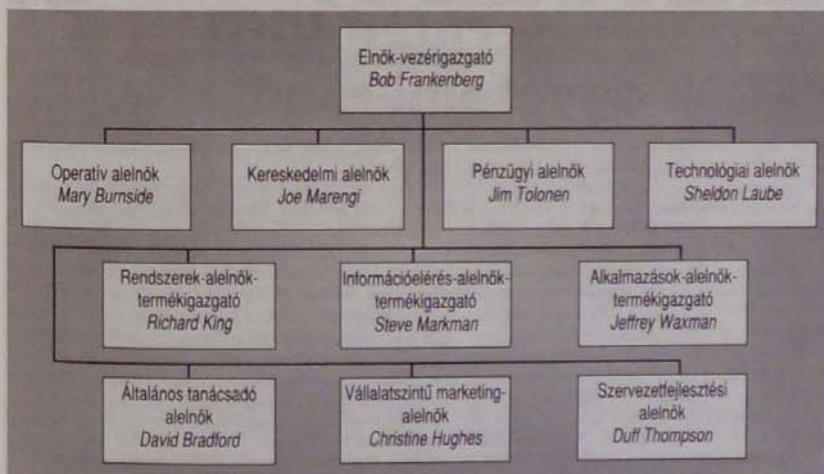 Elnök-vezérigazgató
Bob Frankenberg
Operatív alelnök
Mary Burnside
Kereskedelmi alelnök
Joe Marengi
Pénzügyi alelnök
Jim Tolonen
Technológiai alelnök
Sheldon Laube
Rendszerek-alelnök-
termékigazgató
Richard King
Információelérés-alelnök-
termékigazgató
Steve Markman
Alkalmazások-alelnök-
termékigazgató
Jeffrey Waxman
Általános tanácsadó
alelnök
David Bradford
Vállalatszintű marketing-
alelnök
Christine Hughes
Szervezetfejlesztési
alelnök
Duff Thompson